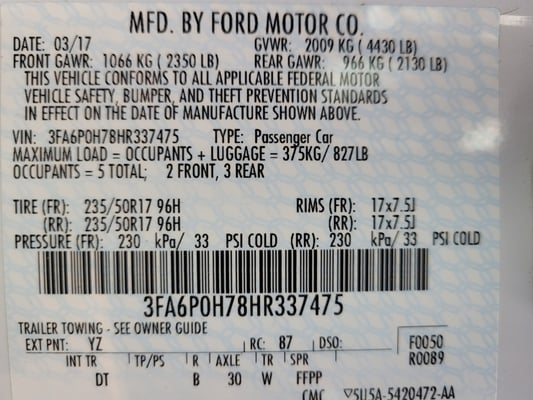 MFD. BY FORD MOTOR CO.
DATE: 03/17 GVWR: 2009 KG ( 4430 LB)
FRONT GAWR: 1066 KG ( 2350 LB) REAR GAWR: 966 KG ( 2130 LB)
THIS VEHICLE CONFORMS TO ALL APPLICABLE FEDERAL MOTOR
VEHICLE SAFETY, BUMPER, AND THEFT PREVENTION STANDARDS
IN EFFECT ON THE DATE OF MANUFACTURE SHOWN ABOVE.
VIN: 3FA6P0H78HR337475 TYPE: Passenger Car
MAXIMUM LOAD = OCCUPANTS + LUGGAGE = 375KG/ 827LB
OCCUPANTS = 5 TOTAL; 2 FRONT, 3 REAR
TIRE (FR): 235/50R17 96H RIMS (FR): 17x7.5J
(RR): 235/50R17 96H (RR): 17x7.5J
PRESSURE (FR): 230 kPa/ 33 PSI COLD (RR): 230 kPa/ 33 PSI COLD
3FA6P0H78HR337475
TRAILER TOWING - SEE OWNER GUIDE
EXT PNT: YZ RC: 87 DSO: F0050
INT TR TP/PS R AXLE TR SPR R0089
DT B 30 W FFPP
CMC ▽5U5A-5420472-AA